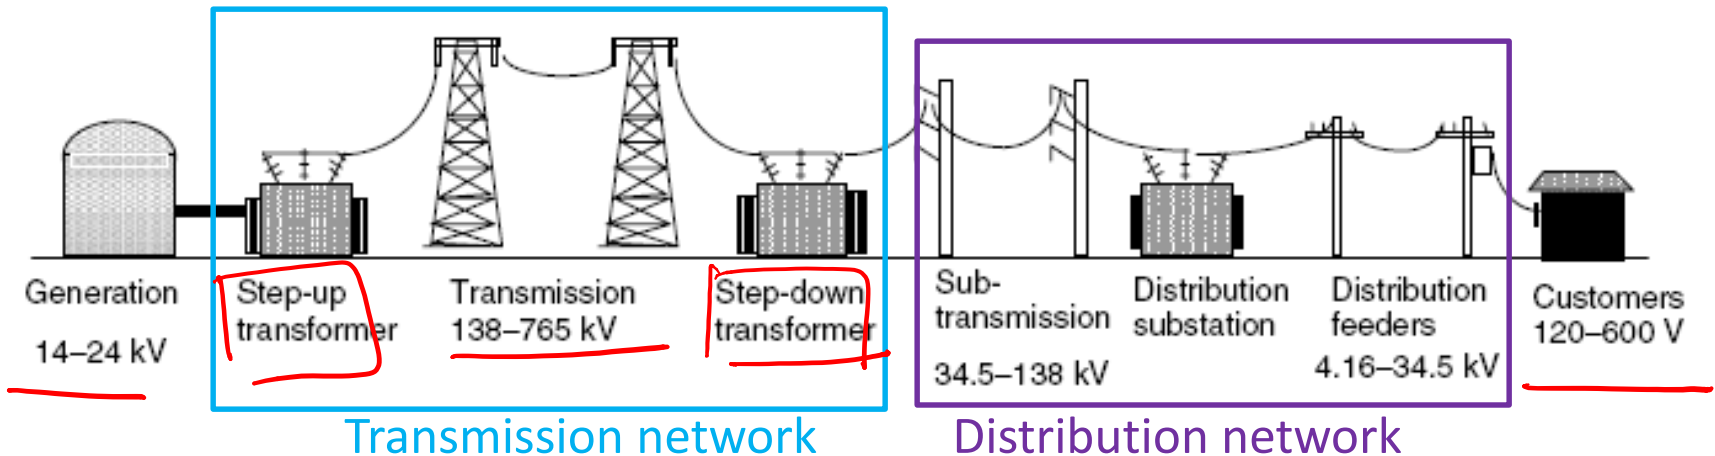 Generation
14–24 kV
Step-up
transformer
Transmission
138–765 kV
Step-down
transformer
Sub-
transmission
34.5–138 kV
Distribution
substation
Distribution
feeders
4.16–34.5 kV
Customers
120–600 V
Transmission network
Distribution network